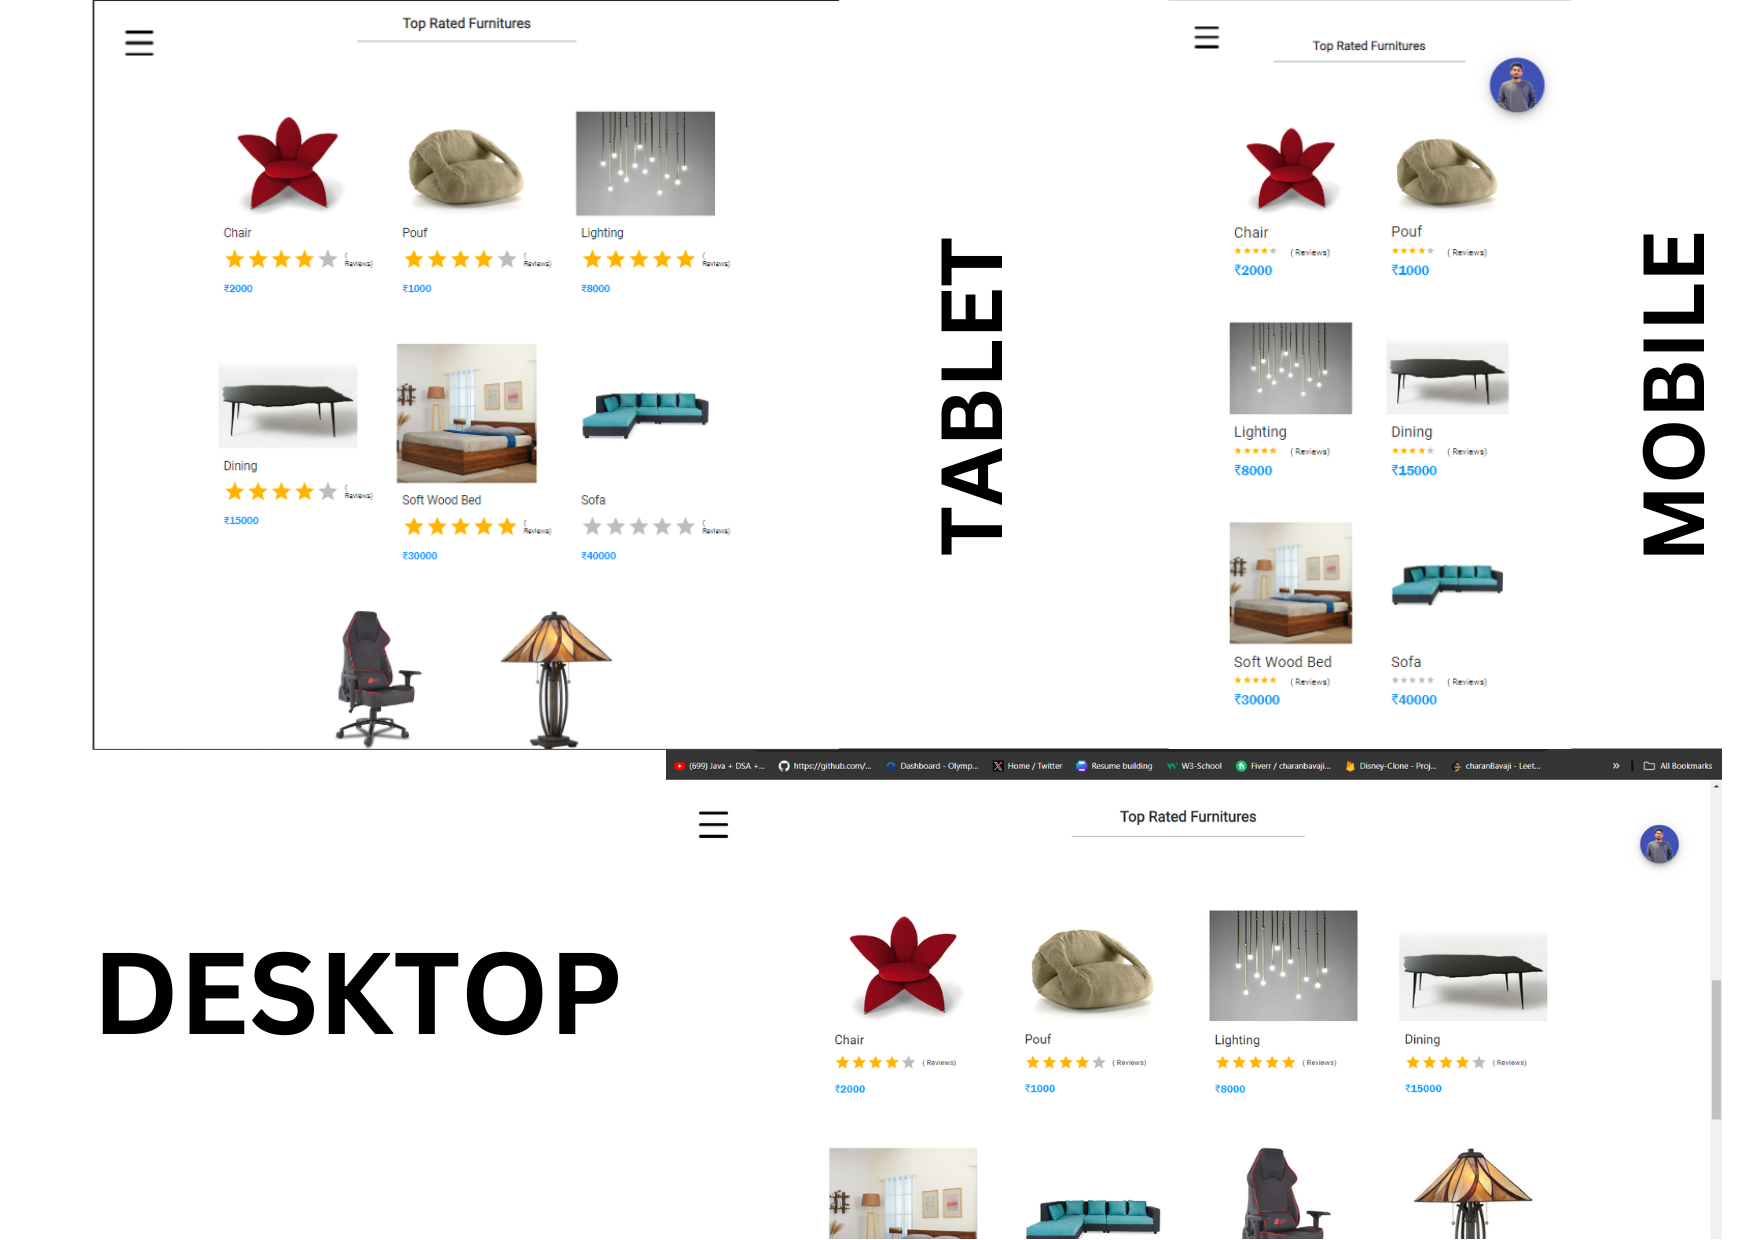 Top Rated Furnitures
Chair
( Reviews)
₹2000
Pouf
( Reviews)
₹1000
Lighting
( Reviews)
₹8000
Dining
( Reviews)
₹15000
Soft Wood Bed
( Reviews)
₹30000
Sofa
( Reviews)
₹40000
TABLET
Top Rated Furnitures
Chair
( Reviews)
₹2000
Pouf
( Reviews)
₹1000
Lighting
( Reviews)
₹8000
Dining
( Reviews)
₹15000
Soft Wood Bed
( Reviews)
₹30000
Sofa
( Reviews)
₹40000
MOBILE
DESKTOP
(699) Java + DSA +... https://github.com/... Dashboard - Olymp... Home / Twitter Resume building W3-School Fiverr / charanbavaji... Disney-Clone - Proj... charanBavaji - Leet... » All Bookmarks
Top Rated Furnitures
Chair
( Reviews)
₹2000
Pouf
( Reviews)
₹1000
Lighting
( Reviews)
₹8000
Dining
( Reviews)
₹15000